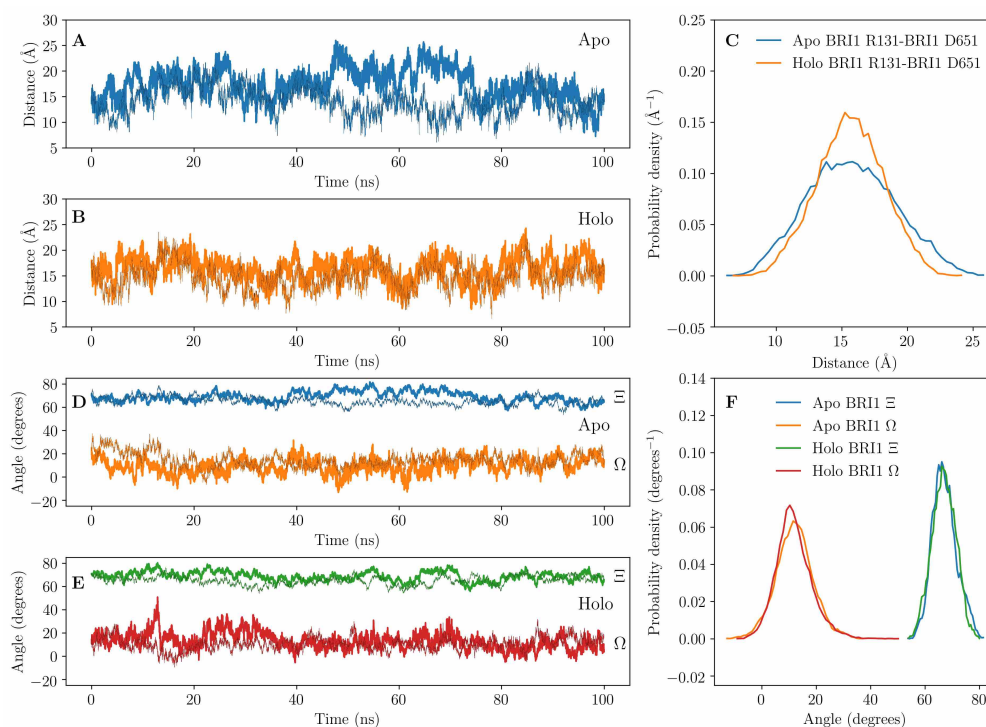 A
Apo
30
25
20
15
10
5
Distance (Å)
0
20
40
60
80
100
Time (ns)
B
Holo
30
25
20
15
10
5
Distance (Å)
0
20
40
60
80
100
Time (ns)
D
Ξ
Apo
Ω
80
60
40
20
0
−20
Angle (degrees)
0
20
40
60
80
100
Time (ns)
E
Ξ
Holo
Ω
80
60
40
20
0
−20
Angle (degrees)
0
20
40
60
80
100
Time (ns)
C
Apo BRI1 R131-BRI1 D651
Holo BRI1 R131-BRI1 D651
0.25
0.20
0.15
0.10
0.05
0.00
−0.05
Probability density (Å⁻¹)
10
15
20
25
Distance (Å)
F
Apo BRI1 Ξ
Apo BRI1 Ω
Holo BRI1 Ξ
Holo BRI1 Ω
0.14
0.12
0.10
0.08
0.06
0.04
0.02
0.00
−0.02
Probability density (degrees⁻¹)
0
20
40
60
80
Angle (degrees)